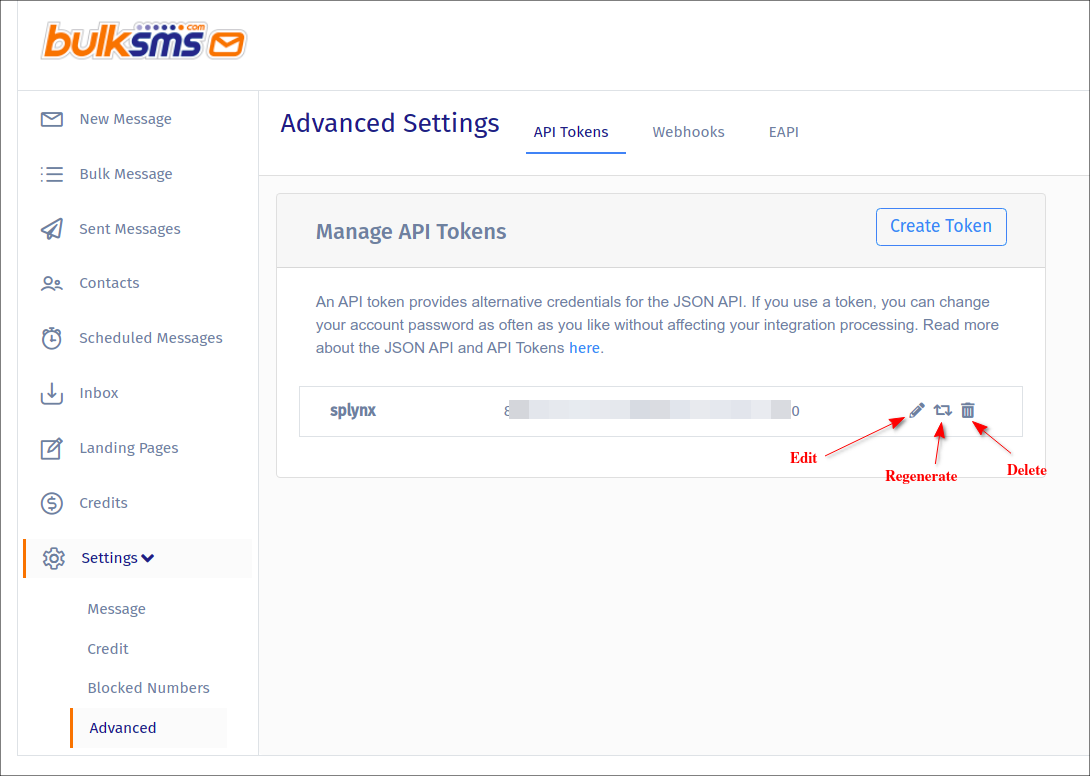 bulksms.com
New Message
Bulk Message
Sent Messages
Contacts
Scheduled Messages
Inbox
Landing Pages
Credits
Settings
Message
Credit
Blocked Numbers
Advanced
Advanced Settings
API Tokens
Webhooks
EAPI
Manage API Tokens
Create Token
An API token provides alternative credentials for the JSON API. If you use a token, you can change
your account password as often as you like without affecting your integration processing. Read more
about the JSON API and API Tokens here.
splynx
Edit
Regenerate
Delete